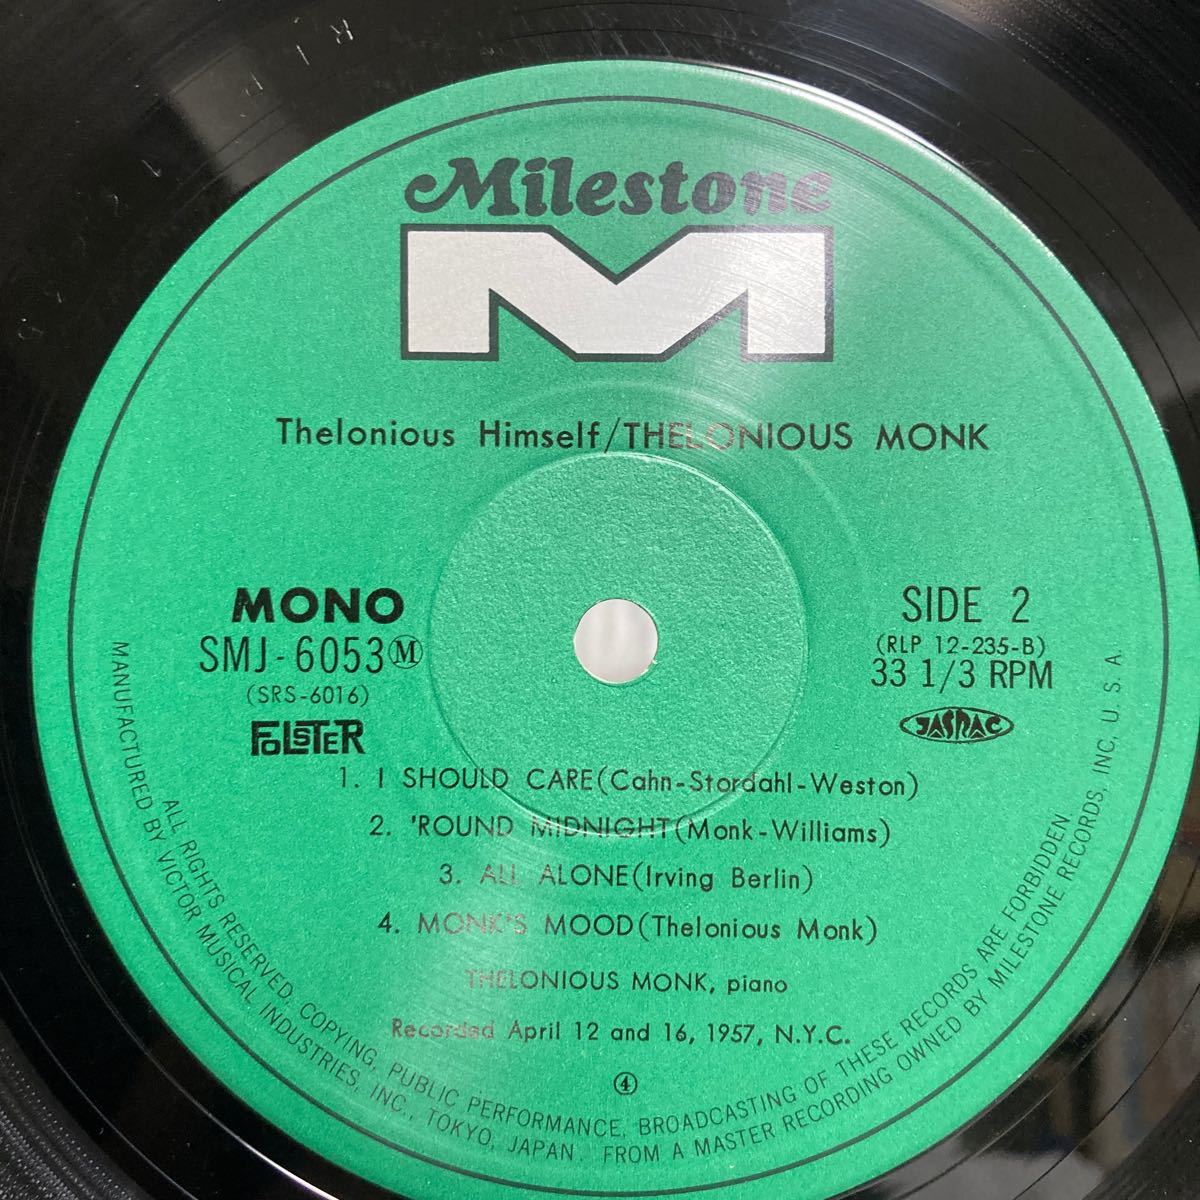 Milestone
M
Thelonious Himself/THELONIOUS MONK
MONO
SMJ-6053Ⓜ
(SRS-6016)
FOLSTER
SIDE 2
(RLP 12-235-B)
33 1/3 RPM
JASRAC
1. I SHOULD CARE(Cahn-Stordahl-Weston)
2. 'ROUND MIDNIGHT(Monk-Williams)
3. ALL ALONE(Irving Berlin)
4. MONK'S MOOD(Thelonious Monk)
THELONIOUS MONK, piano
Recorded April 12 and 16, 1957, N.Y.C.
④
ALL RIGHTS RESERVED, COPYING, PUBLIC PERFORMANCE, BROADCASTING OF THESE RECORDS ARE FORBIDDEN.
MANUFACTURED BY VICTOR MUSICAL INDUSTRIES, INC., TOKYO, JAPAN. FROM A MASTER RECORDING OWNED BY MILESTONE RECORDS, INC, U. S. A.